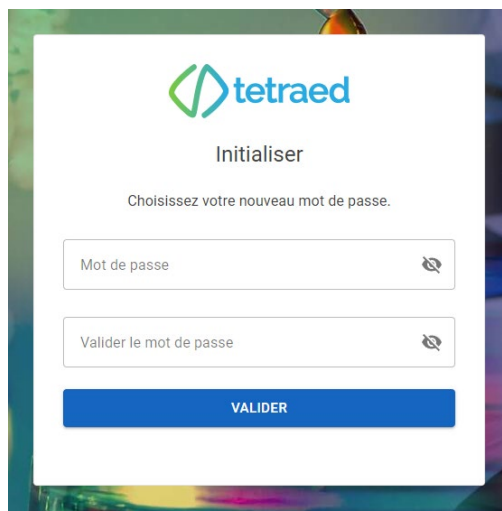 tetraed
Initialiser
Choisissez votre nouveau mot de passe.
Mot de passe
Valider le mot de passe
VALIDER